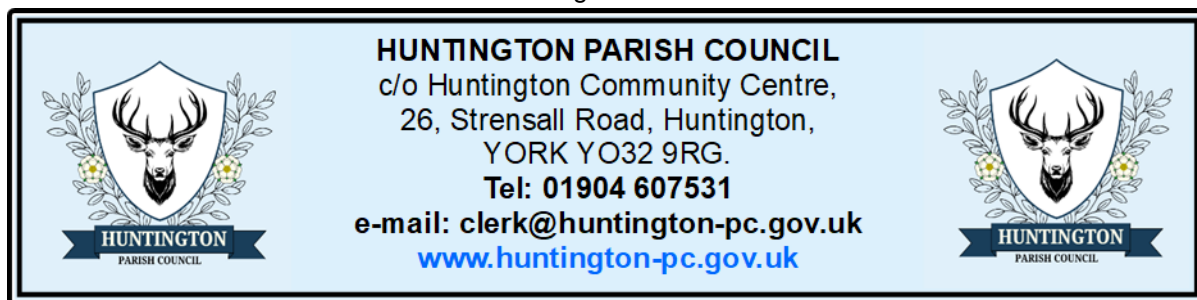 HUNTINGTON PARISH COUNCIL
c/o Huntington Community Centre,
26, Strensall Road, Huntington,
YORK YO32 9RG.
Tel: 01904 607531
e-mail: clerk@huntington-pc.gov.uk
www.huntington-pc.gov.uk
HUNTINGTON
PARISH COUNCIL
HUNTINGTON
PARISH COUNCIL